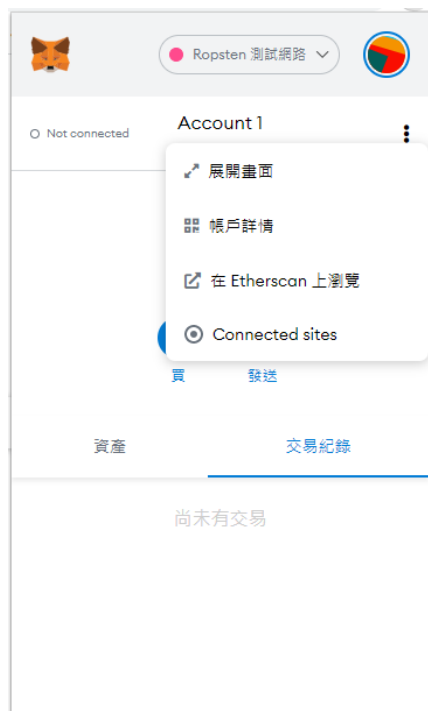 Ropsten 測試網路
Not connected
Account 1
展開畫面
帳戶詳情
在 Etherscan 上瀏覽
Connected sites
買
發送
資產
交易紀錄
尚未有交易